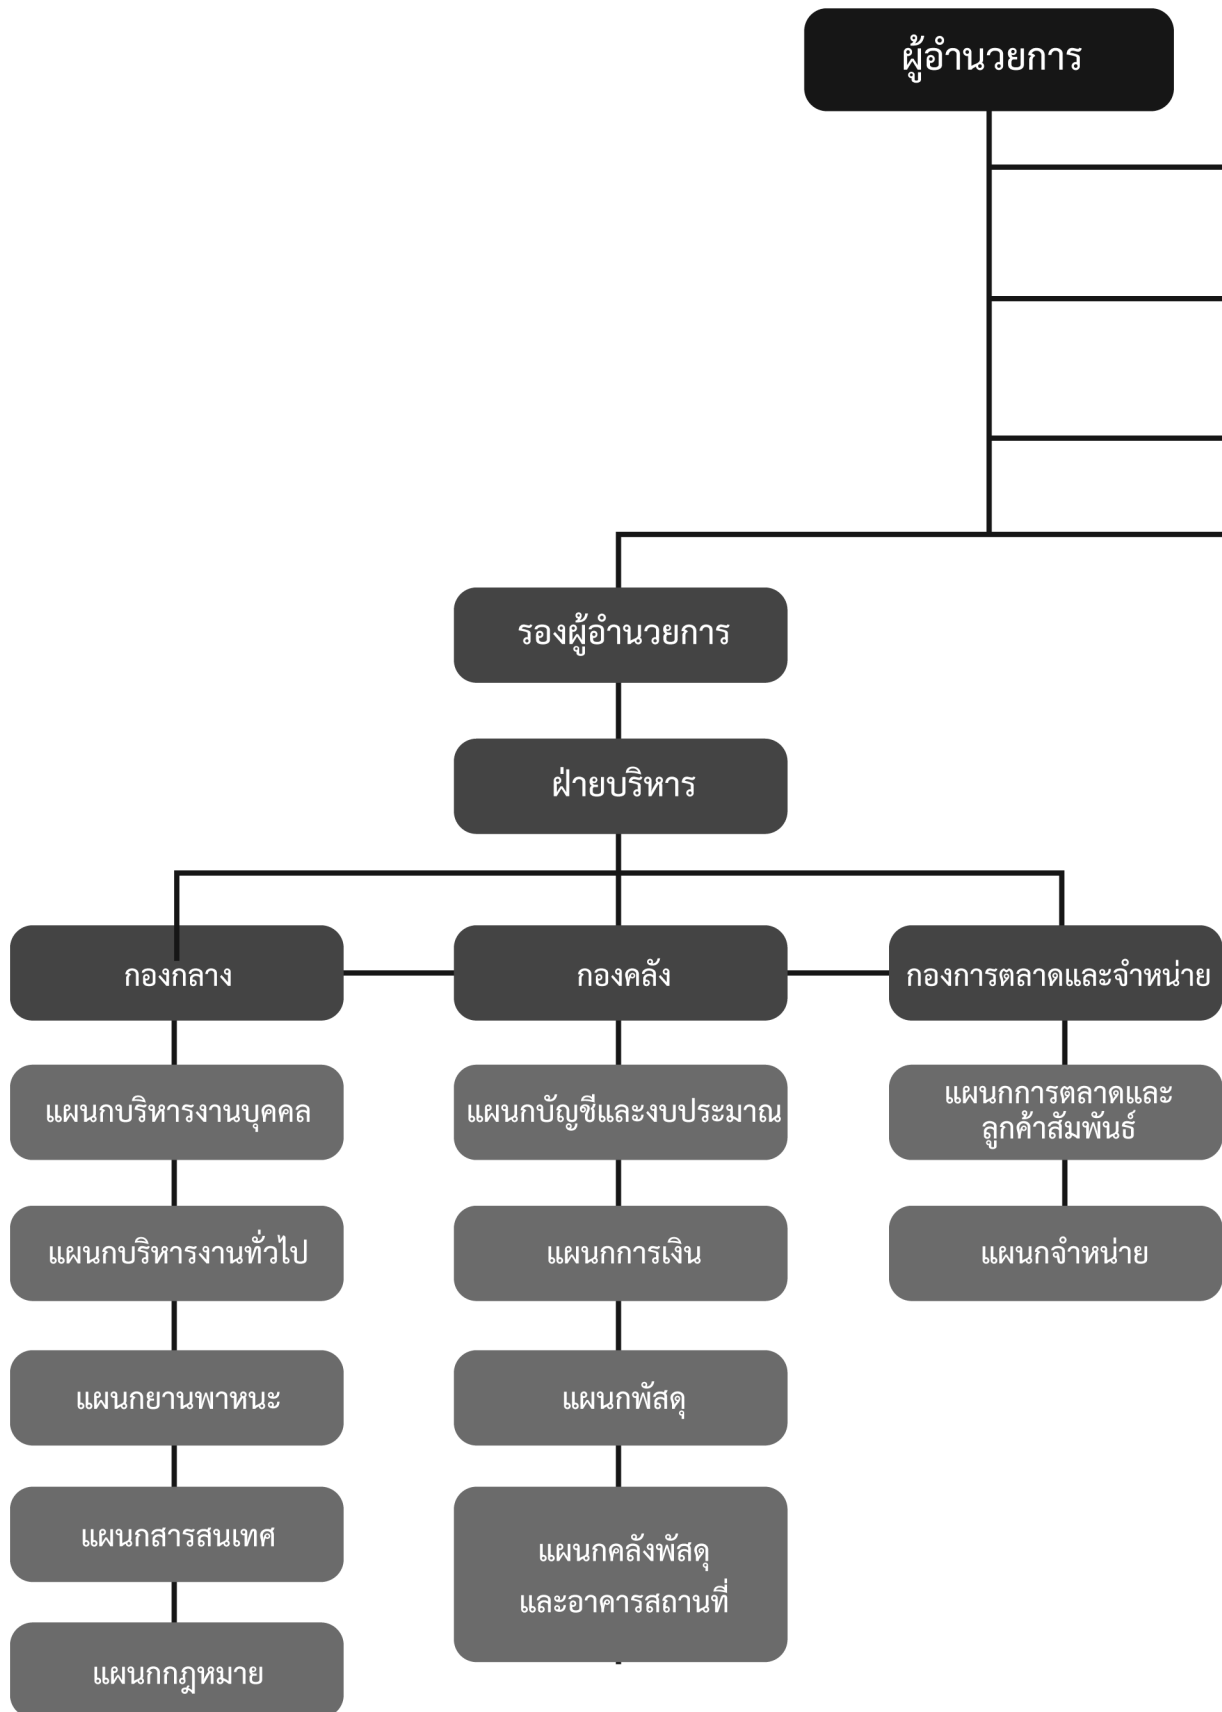 ผู้อำนวยการ
รองผู้อำนวยการ
ฝ่ายบริหาร
กองกลาง
กองคลัง
กองการตลาดและจำหน่าย
แผนกบริหารงานบุคคล
แผนกบัญชีและงบประมาณ
แผนกการตลาดและ
ลูกค้าสัมพันธ์
แผนกบริหารงานทั่วไป
แผนกการเงิน
แผนกจำหน่าย
แผนกยานพาหนะ
แผนกพัสดุ
แผนกสารสนเทศ
แผนกคลังพัสดุ
และอาคารสถานที่
แผนกกฎหมาย